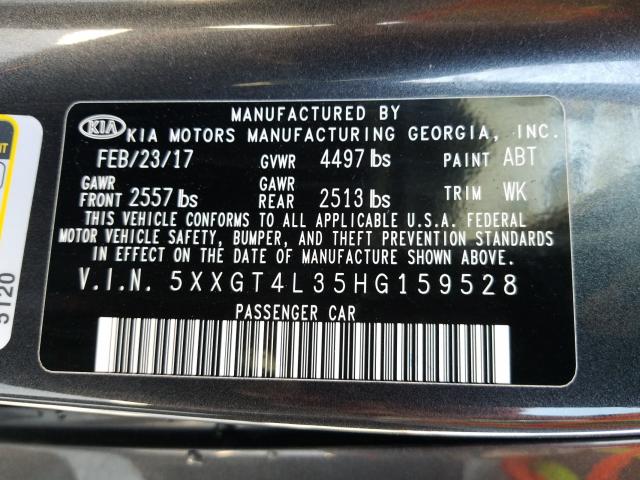 MANUFACTURED BY
KIA KIA MOTORS MANUFACTURING GEORGIA, INC.
FEB/23/17 GVWR 4497 lbs PAINT ABT
GAWR FRONT 2557 lbs GAWR REAR 2513 lbs TRIM WK
THIS VEHICLE CONFORMS TO ALL APPLICABLE U.S.A. FEDERAL
MOTOR VEHICLE SAFETY, BUMPER, AND THEFT PREVENTION STANDARDS
IN EFFECT ON THE DATE OF MANUFACTURE SHOWN ABOVE.
V.I.N. 5XXGT4L35HG159528
PASSENGER CAR